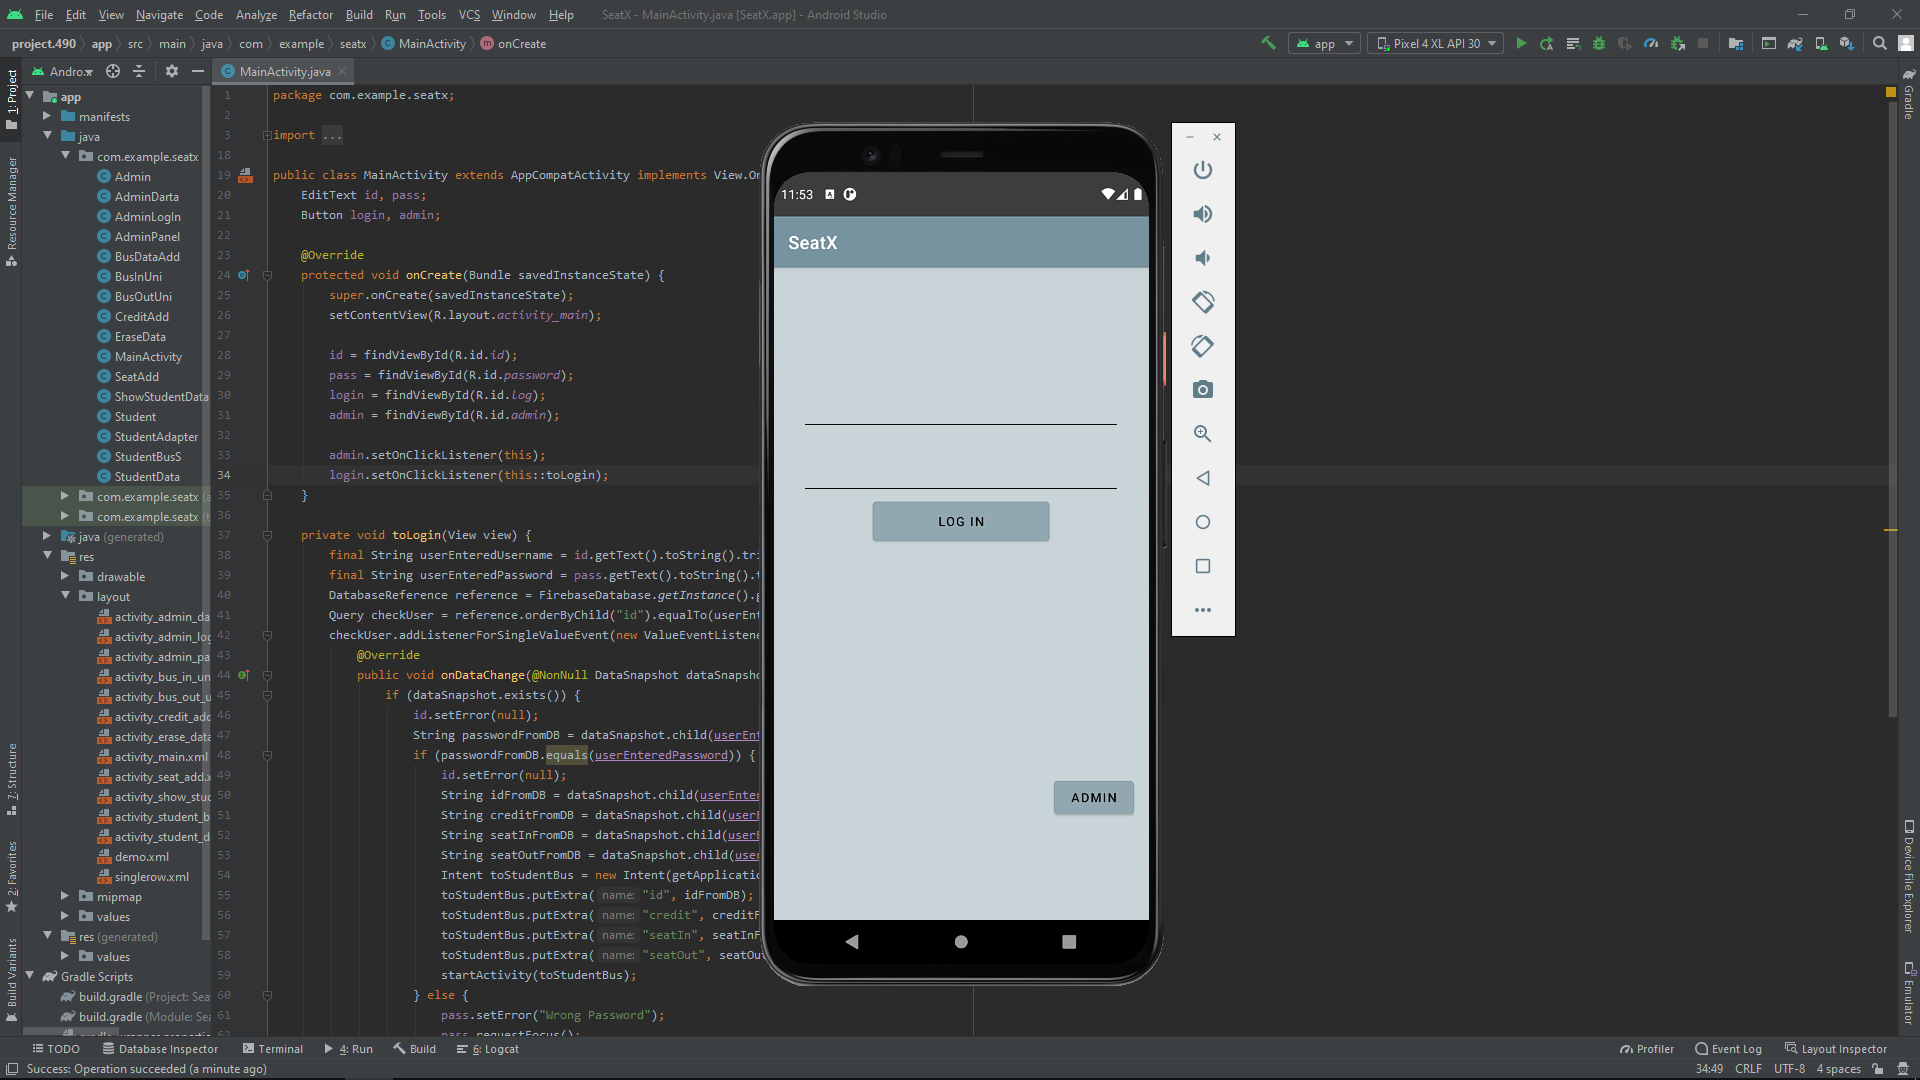 File Edit View Navigate Code Analyze Refactor Build Run Tools VCS Window Help SeatX - MainActivity.java [SeatX.app] - Android Studio
project.490 app src main java com example seatx MainActivity onCreate app Pixel 4 XL API 30
Andro... MainActivity.java
1: Project
Resource Manager
7: Structure
2: Favorites
Build Variants
app
manifests
java
com.example.seatx
Admin
AdminDarta
AdminLogIn
AdminPanel
BusDataAdd
BusInUni
BusOutUni
CreditAdd
EraseData
MainActivity
SeatAdd
ShowStudentData
Student
StudentAdapter
StudentBusS
StudentData
com.example.seatx (
com.example.seatx (
java (generated)
res
drawable
layout
activity_admin_da
activity_admin_log
activity_admin_pa
activity_bus_in_un
activity_bus_out_u
activity_credit_adc
activity_erase_data
activity_main.xml
activity_seat_add.x
activity_show_stuc
activity_student_b
activity_student_d
demo.xml
singlerow.xml
mipmap
values
res (generated)
values
Gradle Scripts
build.gradle (Project: Sea
build.gradle (Module: Sea
1 package com.example.seatx;
2
3 import ...
18
19 public class MainActivity extends AppCompatActivity implements View.On
20 EditText id, pass;
21 Button login, admin;
22
23 @Override
24 protected void onCreate(Bundle savedInstanceState) {
25 super.onCreate(savedInstanceState);
26 setContentView(R.layout.activity_main);
27
28 id = findViewById(R.id.id);
29 pass = findViewById(R.id.password);
30 login = findViewById(R.id.log);
31 admin = findViewById(R.id.admin);
32
33 admin.setOnClickListener(this);
34 login.setOnClickListener(this::toLogin);
35 }
36
37 private void toLogin(View view) {
38 final String userEnteredUsername = id.getText().toString().tri
39 final String userEnteredPassword = pass.getText().toString().t
40 DatabaseReference reference = FirebaseDatabase.getInstance().g
41 Query checkUser = reference.orderByChild("id").equalTo(userEnt
42 checkUser.addListenerForSingleValueEvent(new ValueEventListene
43 @Override
44 public void onDataChange(@NonNull DataSnapshot dataSnapsho
45 if (dataSnapshot.exists()) {
46 id.setError(null);
47 String passwordFromDB = dataSnapshot.child(userEnt
48 if (passwordFromDB.equals(userEnteredPassword)) {
49 id.setError(null);
50 String idFromDB = dataSnapshot.child(userEnter
51 String creditFromDB = dataSnapshot.child(userE
52 String seatInFromDB = dataSnapshot.child(userE
53 String seatOutFromDB = dataSnapshot.child(user
54 Intent toStudentBus = new Intent(getApplicatio
55 toStudentBus.putExtra( name: "id", idFromDB);
56 toStudentBus.putExtra( name: "credit", creditF
57 toStudentBus.putExtra( name: "seatIn", seatInF
58 toStudentBus.putExtra( name: "seatOut", seatOu
59 startActivity(toStudentBus);
60 } else {
61 pass.setError("Wrong Password");
62 pass.requestFocus();
11:53
SeatX
LOG IN
ADMIN
Gradle
Device File Explorer
Emulator
TODO Database Inspector Terminal 4: Run Build 6: Logcat Profiler Event Log Layout Inspector
Success: Operation succeeded (a minute ago) 34:49 CRLF UTF-8 4 spaces